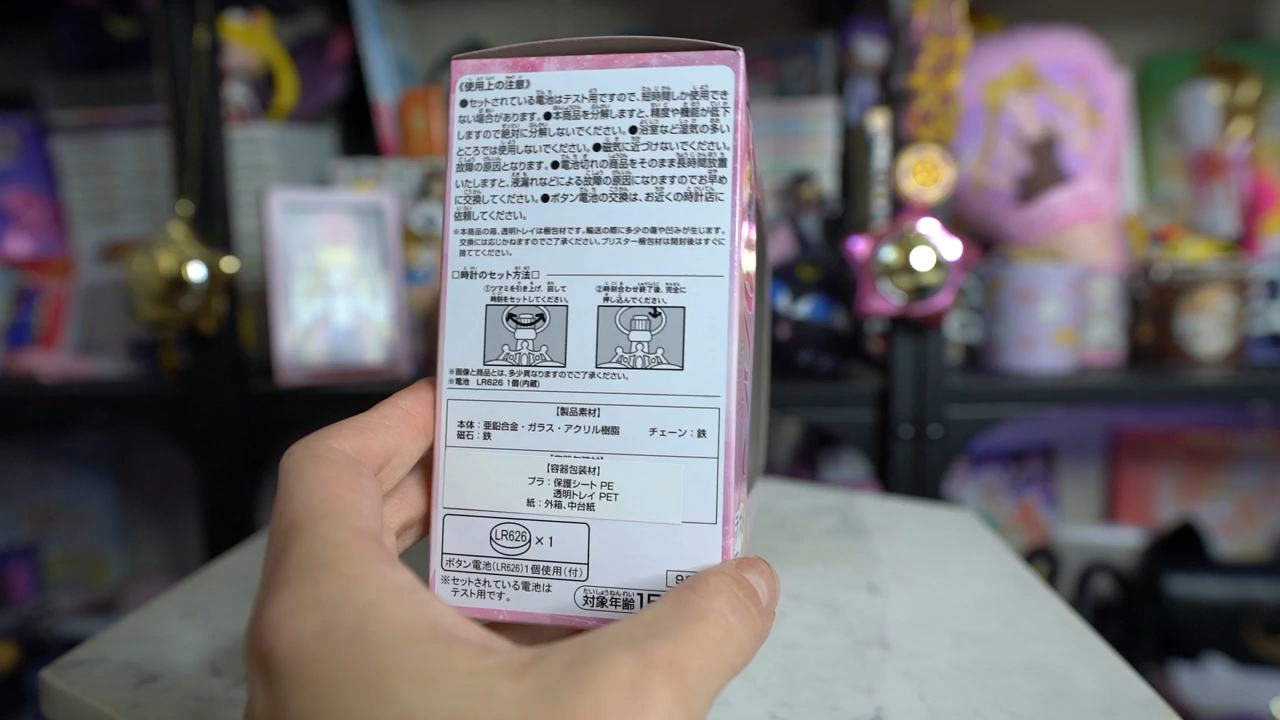 《使用上の注意》
●セットされている電池はテスト用ですので、短時間しか使用でき
ない場合があります。●本商品を分解しますと、精度や機能が低下
しますので絶対に分解しないでください。●浴室など湿気の多い
ところでは使用しないでください。●磁気に近づけないでください。
故障の原因となります。●電池切れの商品をそのまま長時間放置
いたしますと、液漏れなどによる故障の原因になりますのでお早め
に交換してください。●ボタン電池の交換は、お近くの時計店に
依頼してください。
※本商品の箱、透明トレイは梱包材です。輸送の際に多少の傷や凹みが生じます。
交換には応じかねますのでご了承ください。ブリスター梱包材は開封後はすぐに
捨ててください。
□時計のセット方法□
①ツマミを引き上げ、回して
時刻をセットしてください。
②時刻合わせ終了後、完全に
押し込んでください。
※画像と商品とは、多少異なりますのでご了承ください。
※電池 LR626 1個(内蔵)
【製品素材】
本体:亜鉛合金・ガラス・アクリル樹脂 チェーン:鉄
磁石:鉄
【容器包装材】
プラ:保護シート PE
透明トレイ PET
紙:外箱、中台紙
LR626 ×1
ボタン電池(LR626)1個使用(付)
※セットされている電池は
テスト用です。
たいしょうねんれい
対象年齢15